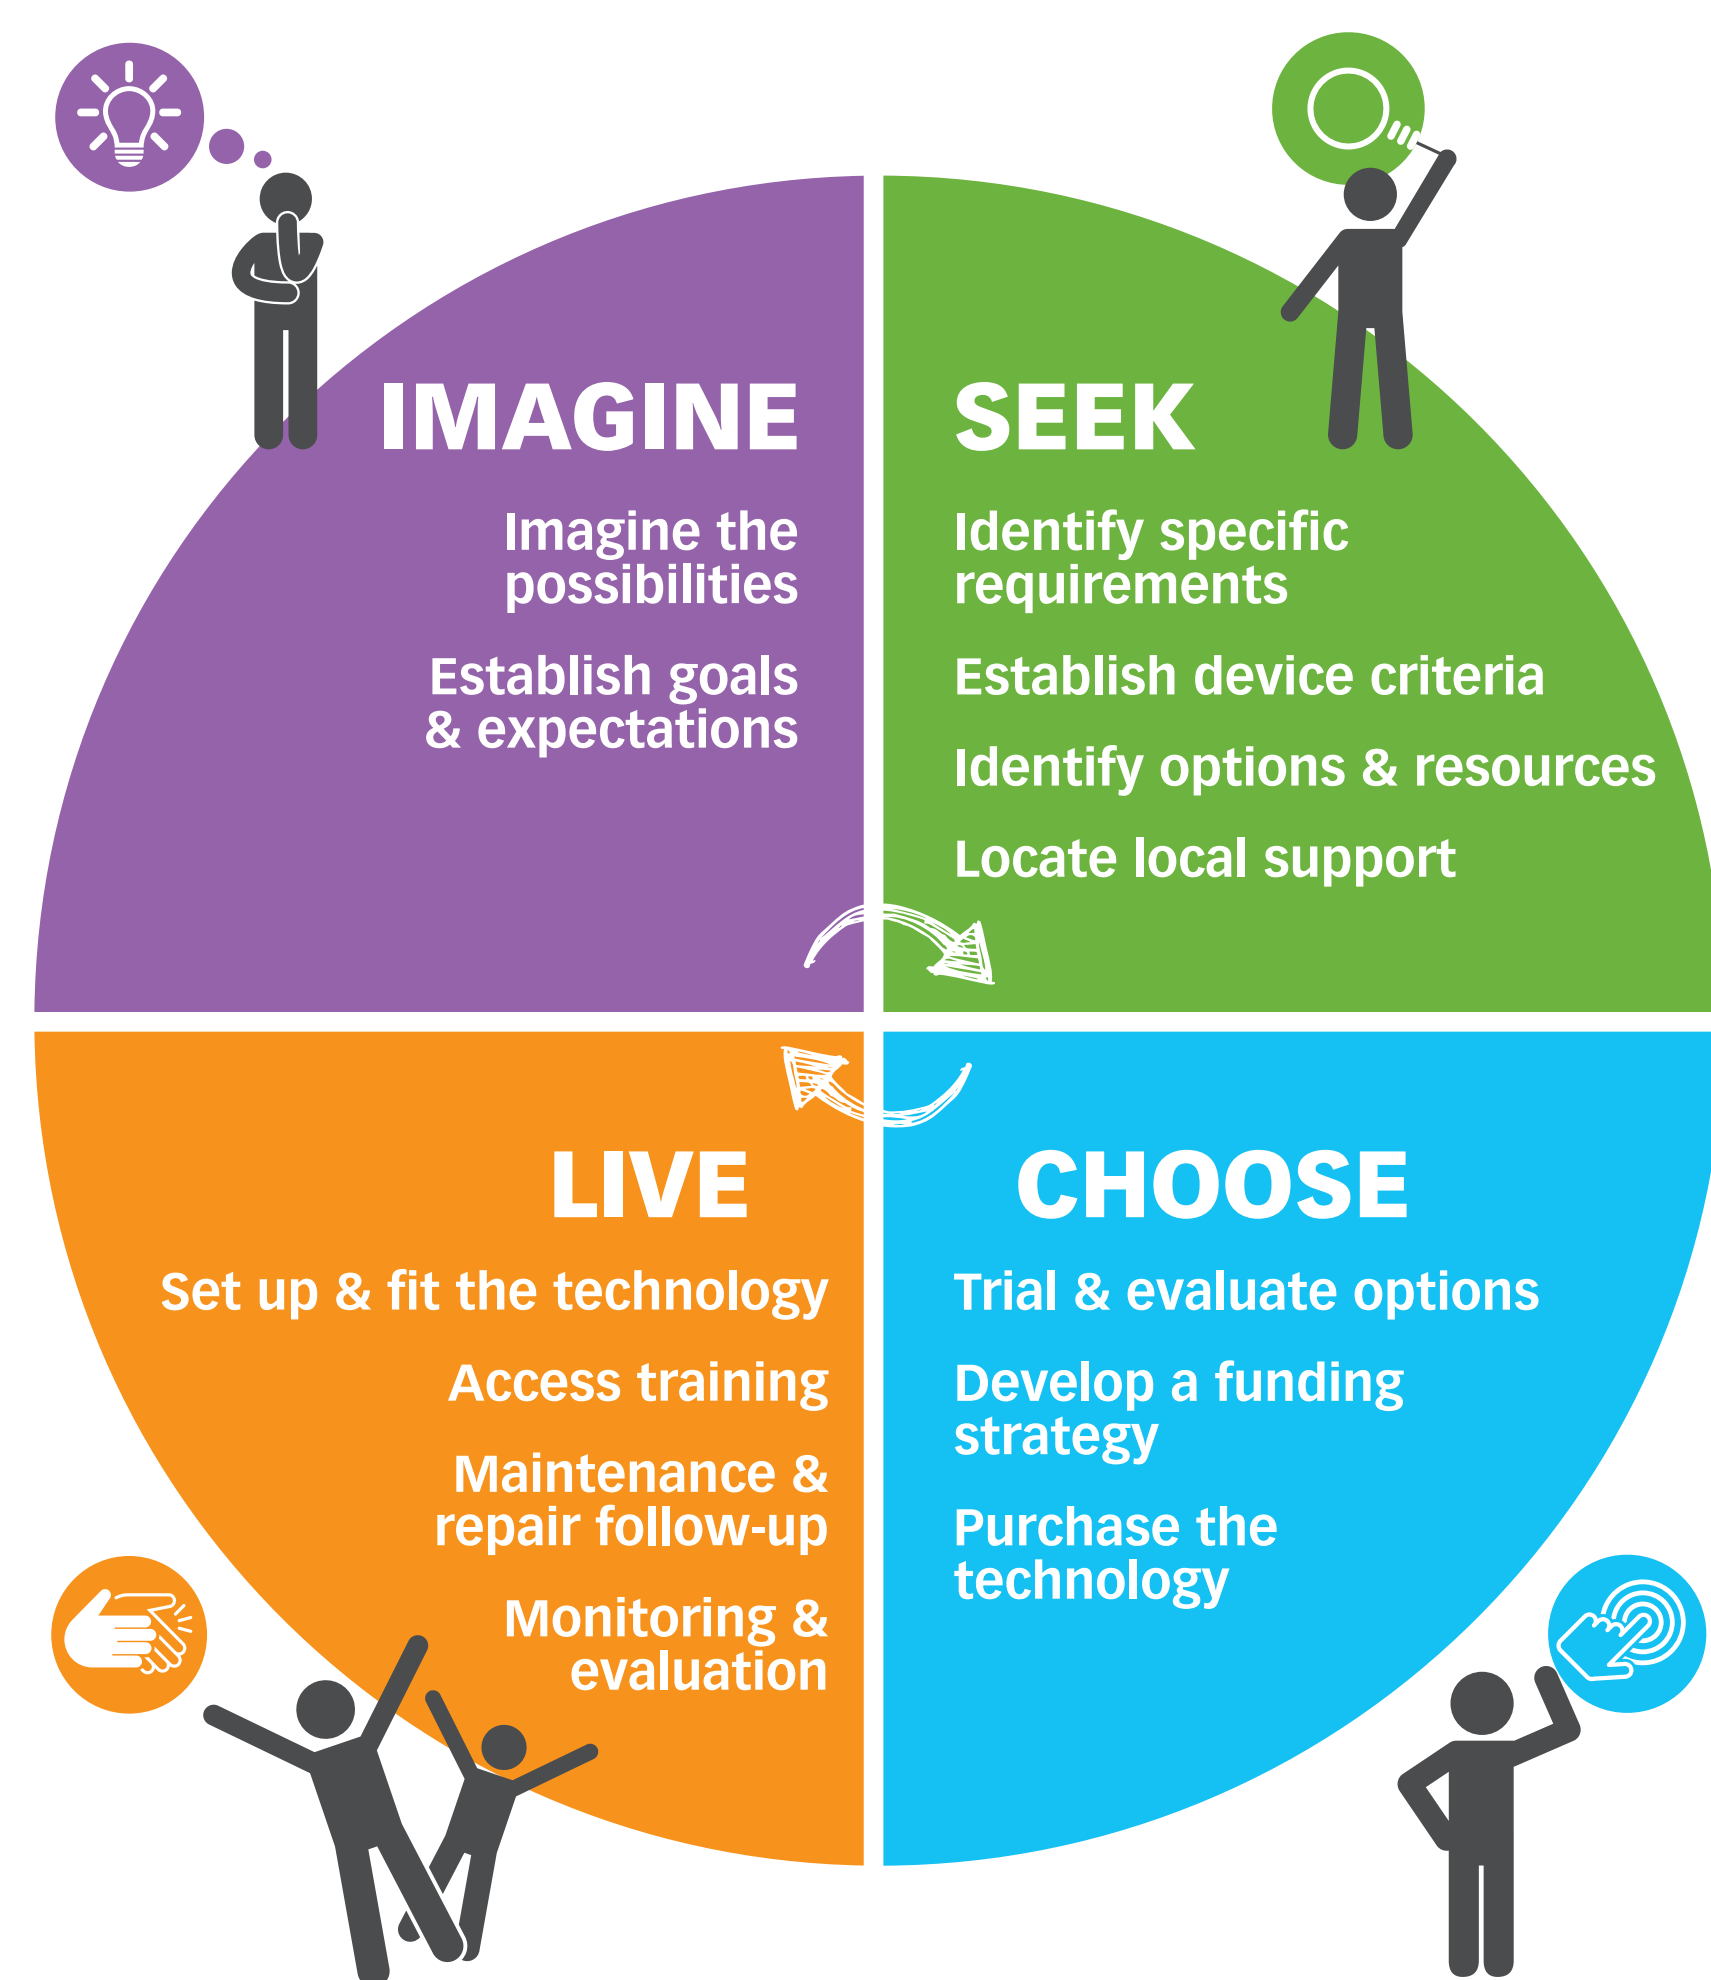 IMAGINE
Imagine the
possibilities
Establish goals
& expectations
SEEK
Identify specific
requirements
Establish device criteria
Identify options & resources
Locate local support
LIVE
Set up & fit the technology
Access training
Maintenance &
repair follow-up
Monitoring &
evaluation
CHOOSE
Trial & evaluate options
Develop a funding
strategy
Purchase the
technology